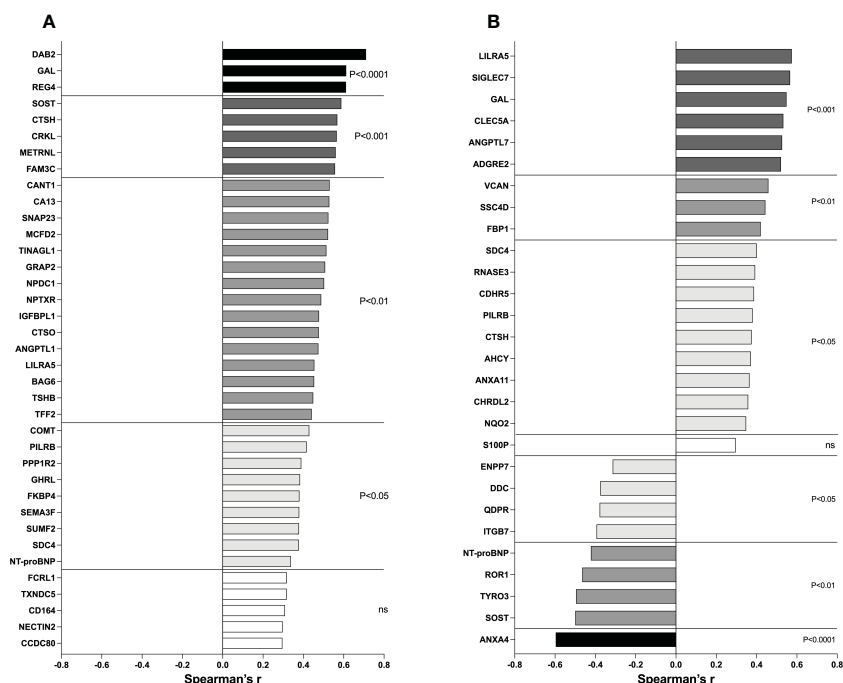 A
DAB2
GAL
REG4
P<0.0001
SOST
CTSH
CRKL
METRNL
FAM3C
P<0.001
CANT1
CA13
SNAP23
MCFD2
TINAGL1
GRAP2
NPDC1
NPTXR
IGFBPL1
CTSO
ANGPTL1
LILRA5
BAG6
TSHB
TFF2
P<0.01
COMT
PILRB
PPP1R2
GHRL
FKBP4
SEMA3F
SUMF2
SDC4
NT-proBNP
P<0.05
FCRL1
TXNDC5
CD164
NECTIN2
CCDC80
ns
-0.8 -0.6 -0.4 -0.2 0.0 0.2 0.4 0.6 0.8
Spearman's r
B
LILRA5
SIGLEC7
GAL
CLEC5A
ANGPTL7
ADGRE2
P<0.001
VCAN
SSC4D
FBP1
P<0.01
SDC4
RNASE3
CDHR5
PILRB
CTSH
AHCY
ANXA11
CHRDL2
NQO2
P<0.05
S100P
ns
ENPP7
DDC
QDPR
ITGB7
P<0.05
NT-proBNP
ROR1
TYRO3
SOST
P<0.01
ANXA4
P<0.0001
-0.8 -0.6 -0.4 -0.2 0.0 0.2 0.4 0.6 0.8
Spearman's r